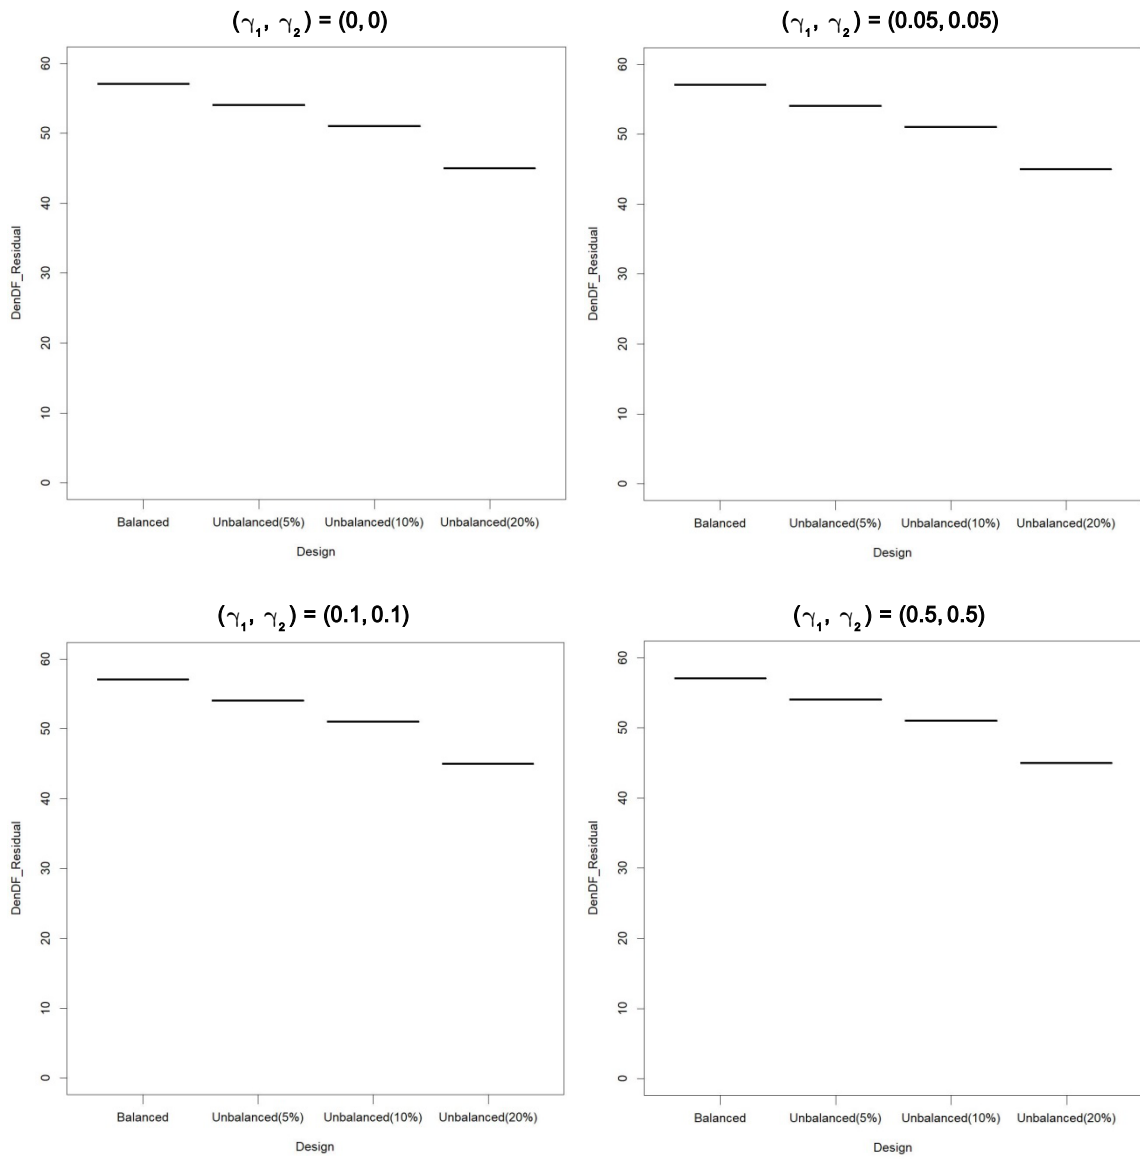 (γ₁, γ₂) = (0, 0)
60
50
40
30
20
10
0
DenDF_Residual
Balanced Unbalanced(5%) Unbalanced(10%) Unbalanced(20%)
Design
(γ₁, γ₂) = (0.05, 0.05)
60
50
40
30
20
10
0
DenDF_Residual
Balanced Unbalanced(5%) Unbalanced(10%) Unbalanced(20%)
Design
(γ₁, γ₂) = (0.1, 0.1)
60
50
40
30
20
10
0
DenDF_Residual
Balanced Unbalanced(5%) Unbalanced(10%) Unbalanced(20%)
Design
(γ₁, γ₂) = (0.5, 0.5)
60
50
40
30
20
10
0
DenDF_Residual
Balanced Unbalanced(5%) Unbalanced(10%) Unbalanced(20%)
Design